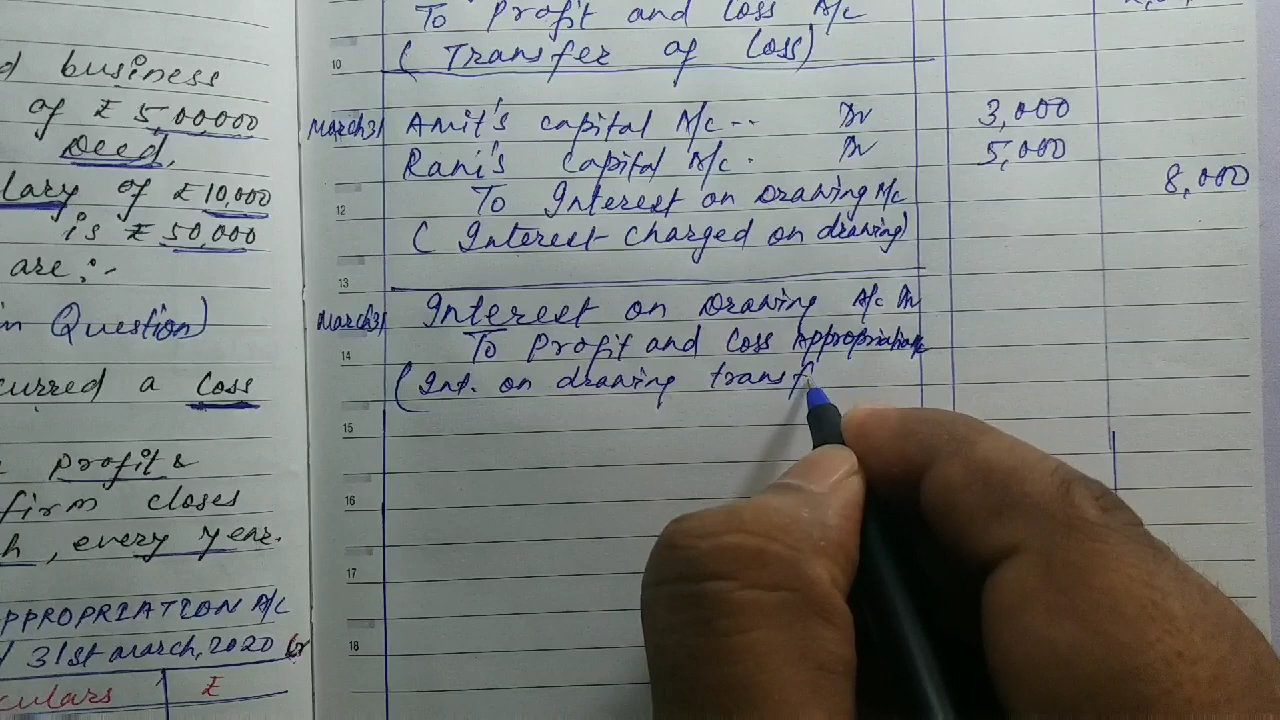 d business
of ₹ 5,00,000
Deed,
lary of ₹ 10,000
is ₹ 50,000
are :-
in Question)
curred a Loss
Profit &
firm closes
h, every year.
PPROPRIATION A/c
31st march, 2020 Cr
culars ₹
To Profit and Loss A/c
10 (Transfer of Loss)
March 31 Amit's capital A/c -- Dr 3,000
Rani's Capital A/c. Dr 5,000
To Interest on Drawing A/c 8,000
12 (Interest charged on drawing)
13
March 31 Interest on Drawing A/c Dr
14 To Profit and Loss Appropriation
(Int. on drawing transf
15
16
17
18